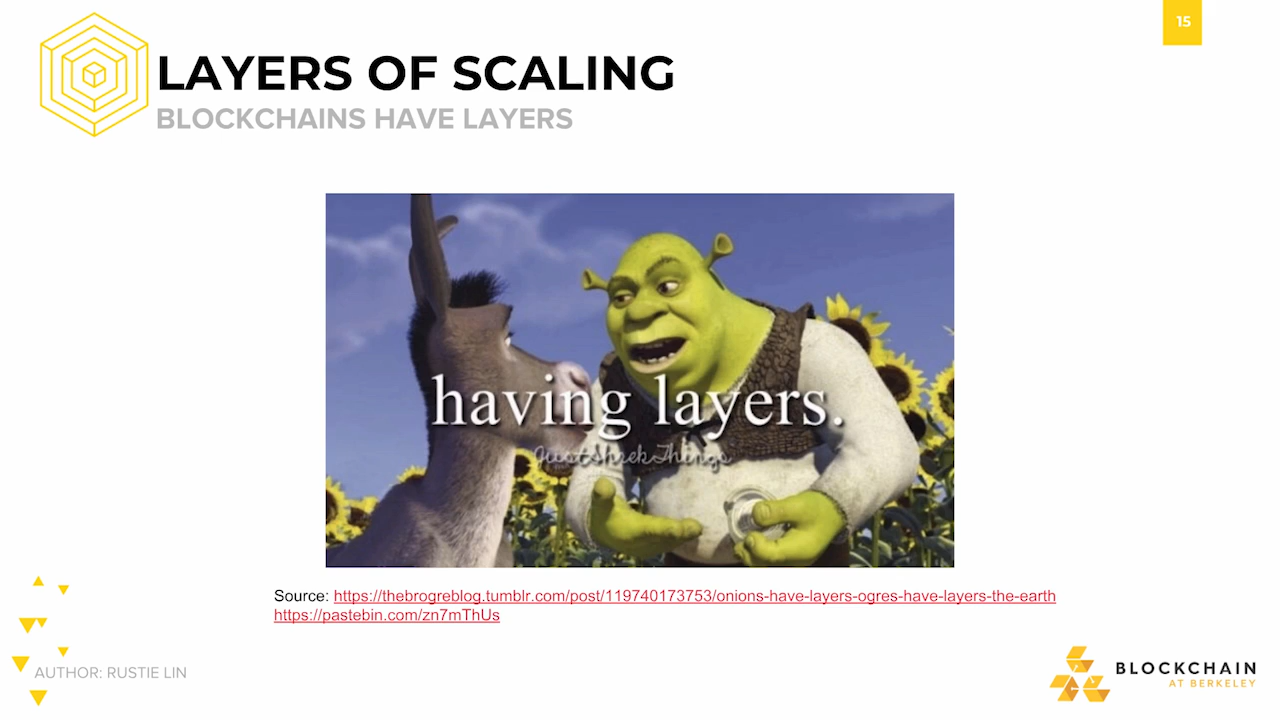 15
LAYERS OF SCALING
BLOCKCHAINS HAVE LAYERS
having layers.
JustShrekThings
Source: https://thebrogreblog.tumblr.com/post/119740173753/onions-have-layers-ogres-have-layers-the-earth
https://pastebin.com/zn7mThUs
AUTHOR: RUSTIE LIN
BLOCKCHAIN
AT BERKELEY